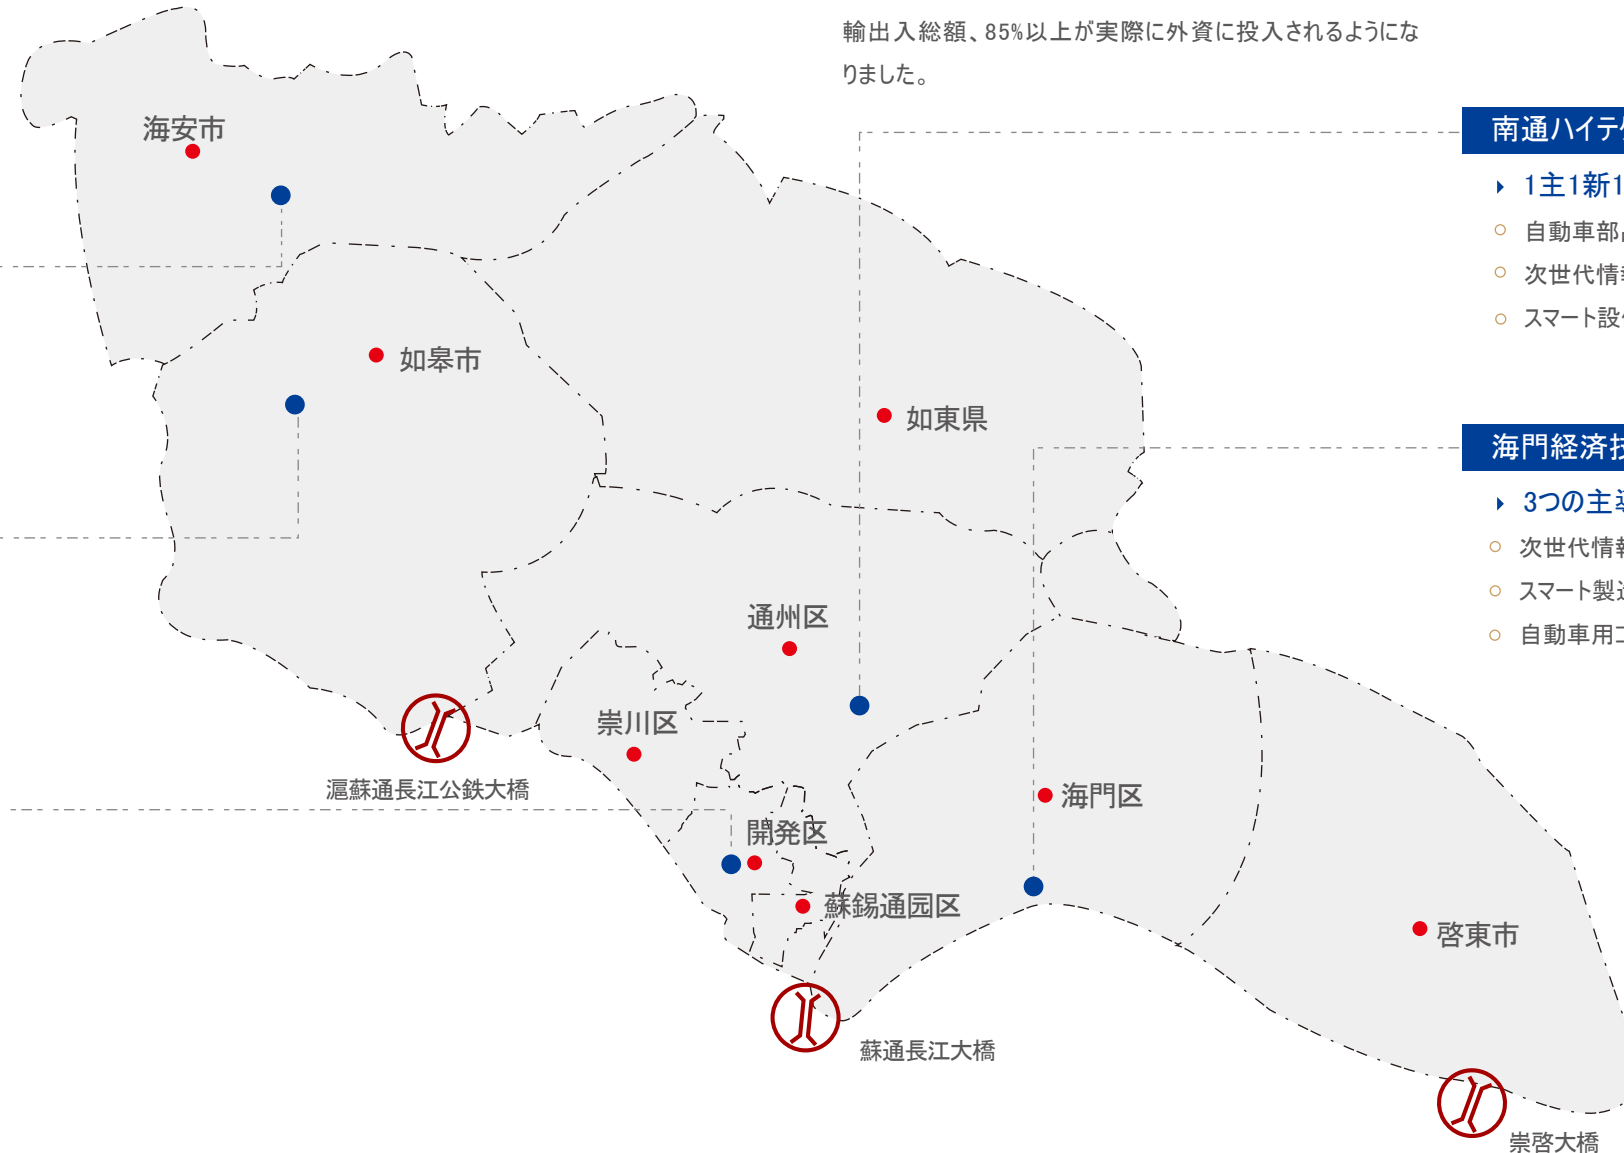 輸出入総額、85%以上が実際に外資に投入されるようにな
りました。
南通ハイテ
1主1新1
自動車部
次世代情
スマート設
海門経済
3つの主
次世代情
スマート製
自動車用
海安市
如皋市
如東県
通州区
崇川区
滬蘇通長江公鉄大橋
海門区
開発区
蘇錫通园区
啓東市
蘇通長江大橋
崇啓大橋